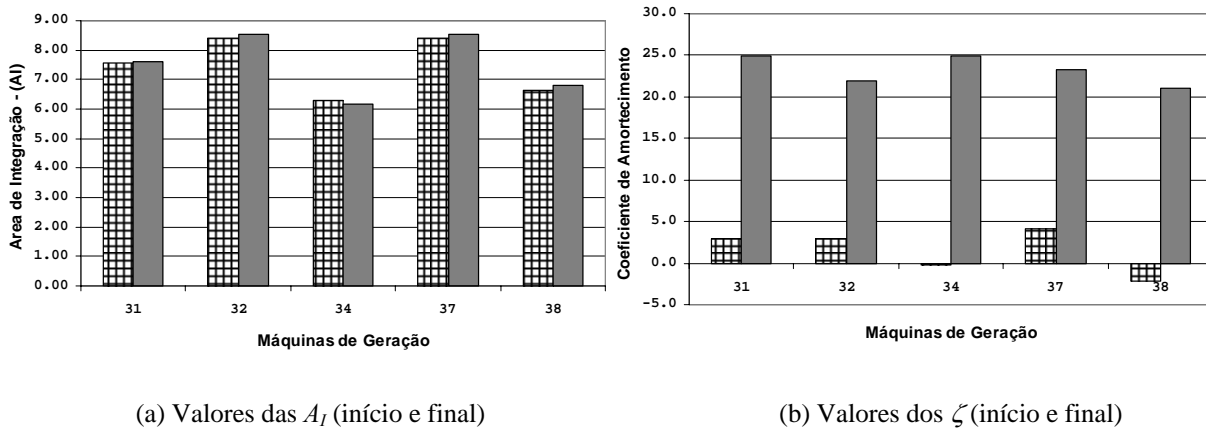 9.00
8.00
7.00
6.00
5.00
4.00
3.00
2.00
1.00
0.00
Area de Integração - (AI)
31 32 34 37 38
Máquinas de Geração
(a) Valores das A_I (início e final)
30.0
25.0
20.0
15.0
10.0
5.0
0.0
-5.0
Coeficiente de Amortecimento
31 32 34 37 38
Máquinas de Geração
(b) Valores dos ζ (início e final)